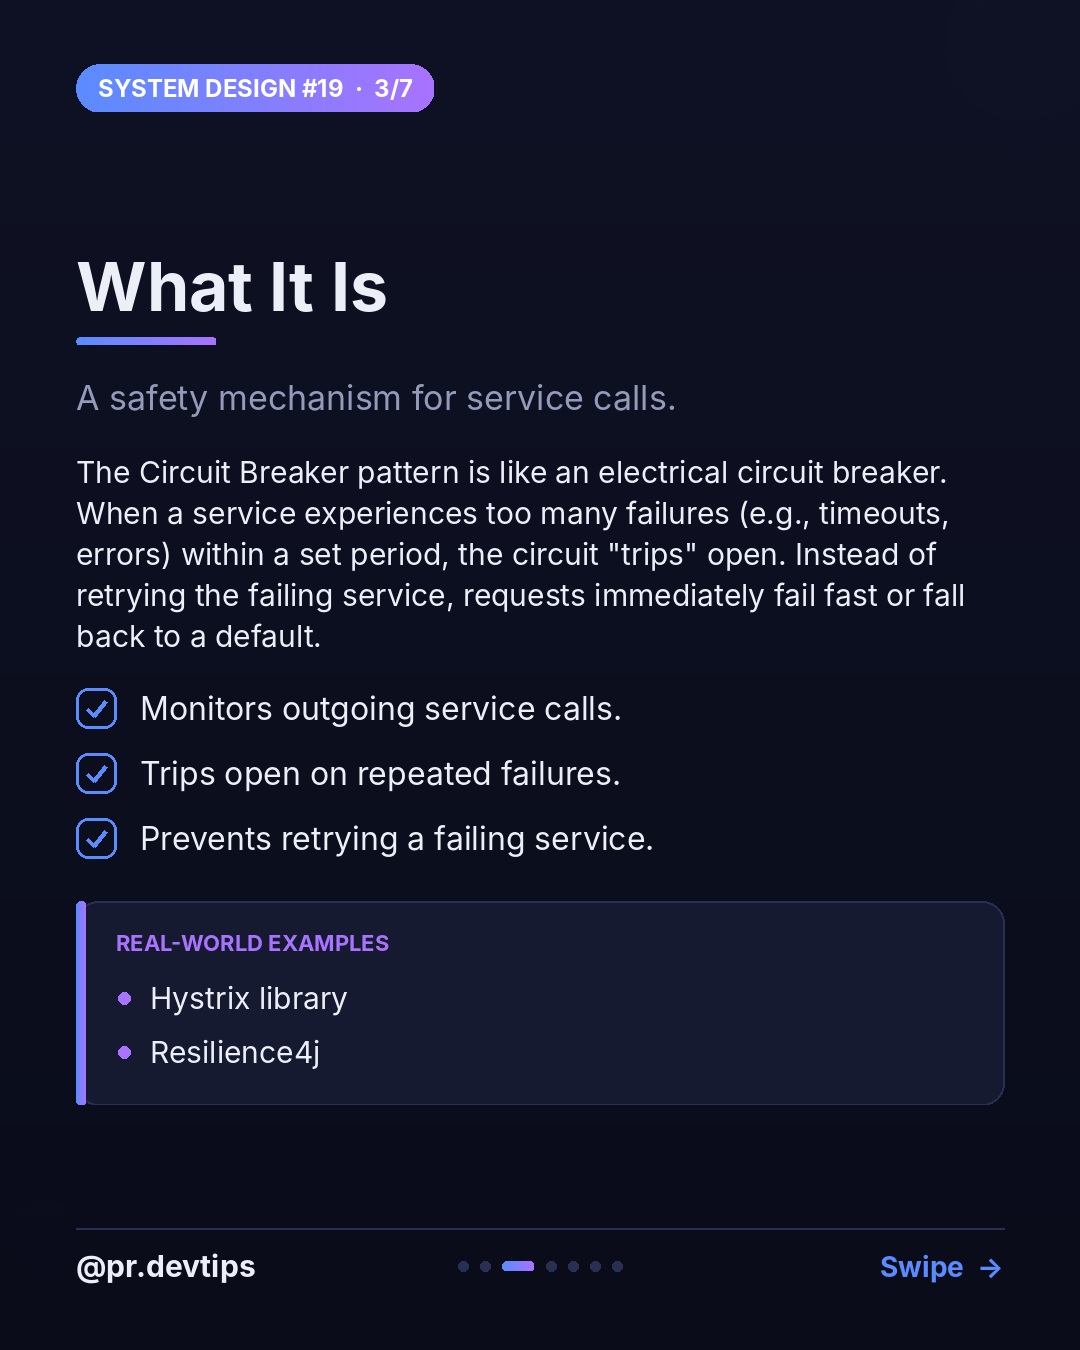 SYSTEM DESIGN #19 · 3/7
What It Is
A safety mechanism for service calls.
The Circuit Breaker pattern is like an electrical circuit breaker.
When a service experiences too many failures (e.g., timeouts,
errors) within a set period, the circuit "trips" open. Instead of
retrying the failing service, requests immediately fail fast or fall
back to a default.
Monitors outgoing service calls.
Trips open on repeated failures.
Prevents retrying a failing service.
REAL-WORLD EXAMPLES
Hystrix library
Resilience4j
@pr.devtips
Swipe →